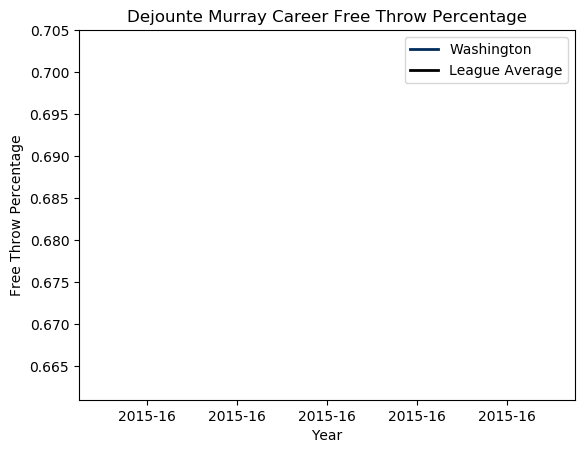 Dejounte Murray Career Free Throw Percentage
Washington
League Average
Free Throw Percentage
0.705
0.700
0.695
0.690
0.685
0.680
0.675
0.670
0.665
2015-16 2015-16 2015-16 2015-16 2015-16
Year